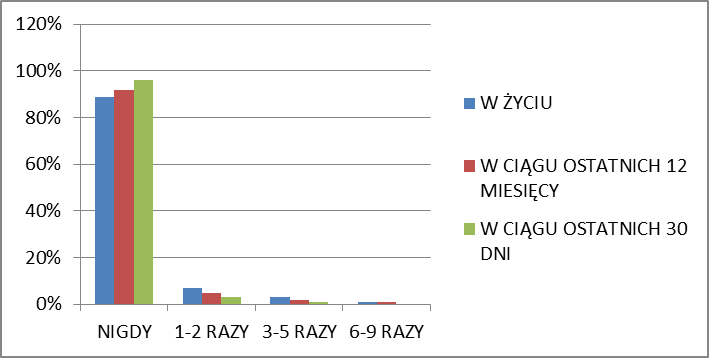 120%
100%
80%
60%
40%
20%
0%
NIGDY
1-2 RAZY
3-5 RAZY
6-9 RAZY
W ŻYCIU
W CIĄGU OSTATNICH 12
MIESIĘCY
W CIĄGU OSTATNICH 30
DNI